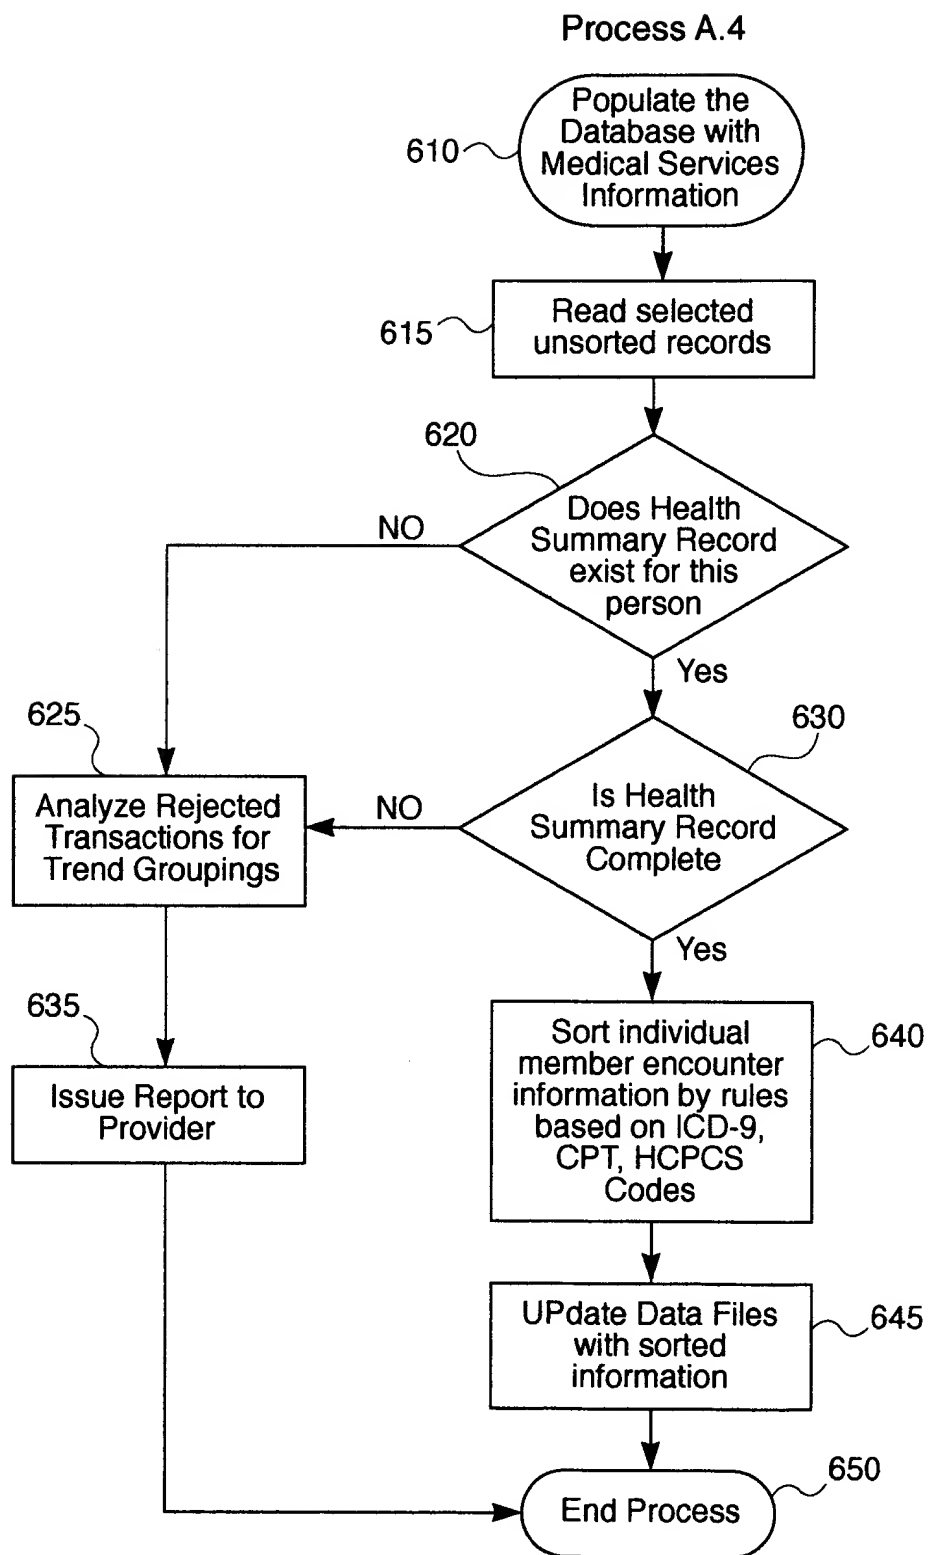 Process A.4
610
Populate the
Database with
Medical Services
Information
615
Read selected
unsorted records
620
Does Health
Summary Record
exist for this
person
NO
Yes
625
Analyze Rejected
Transactions for
Trend Groupings
NO
630
Is Health
Summary Record
Complete
Yes
635
Issue Report to
Provider
640
Sort individual
member encounter
information by rules
based on ICD-9,
CPT, HCPCS
Codes
645
UPdate Data Files
with sorted
information
650
End Process